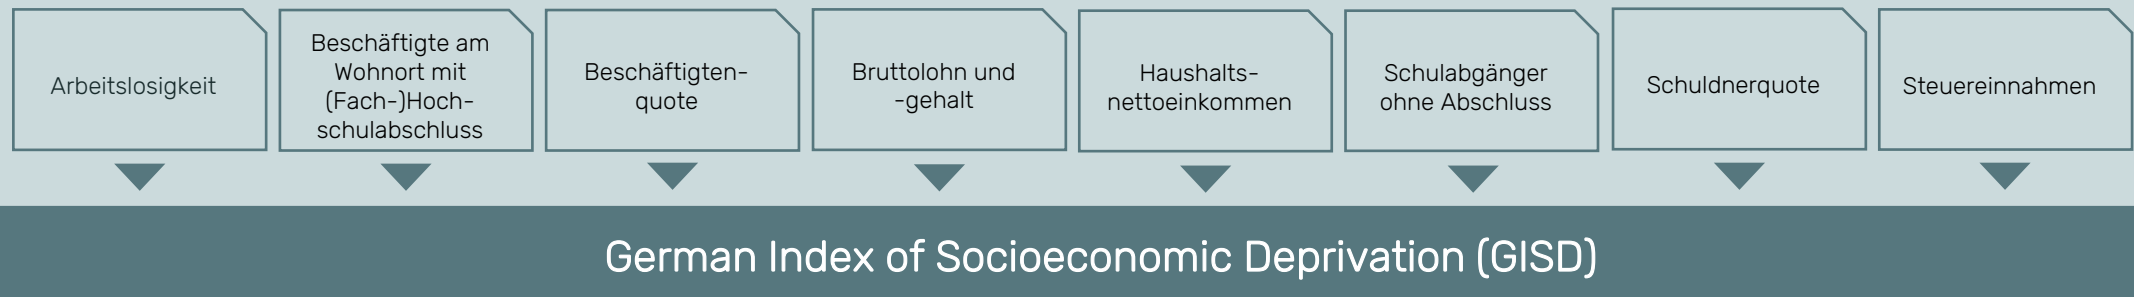 Arbeitslosigkeit
Beschäftigte am
Wohnort mit
(Fach-)Hoch-
schulabschluss
Beschäftigten-
quote
Bruttolohn und
-gehalt
Haushalts-
nettoeinkommen
Schulabgänger
ohne Abschluss
Schuldnerquote
Steuereinnahmen
German Index of Socioeconomic Deprivation (GISD)